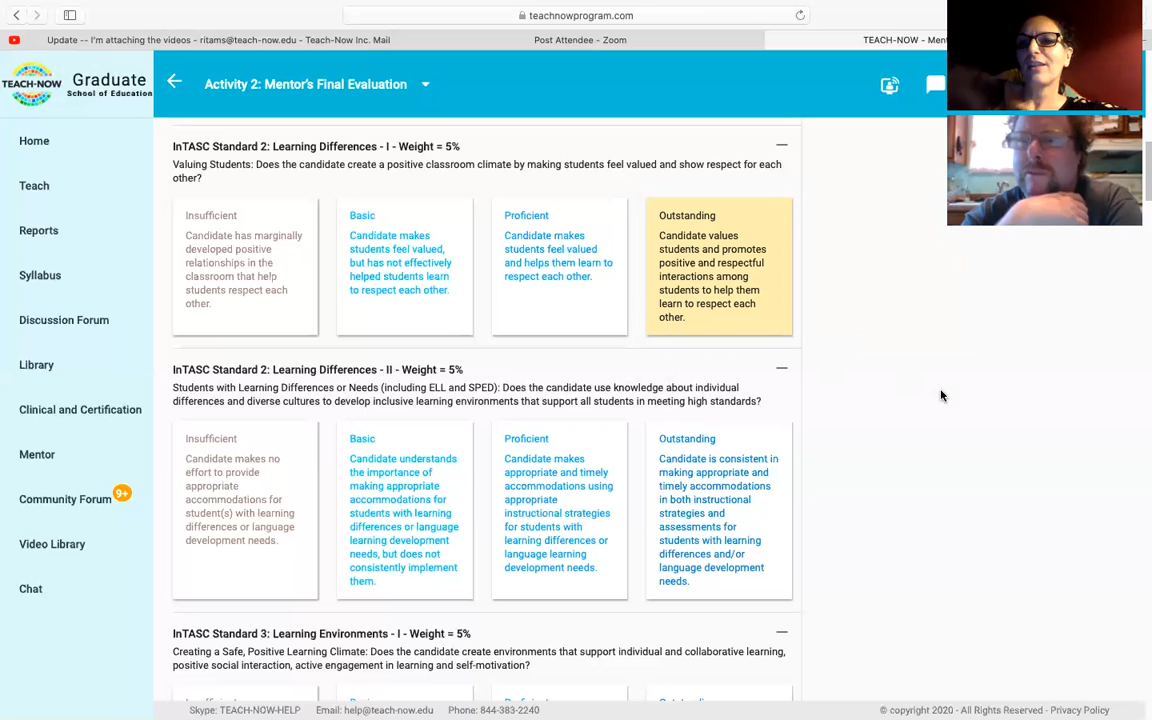 teachnowprogram.com
Update -- I'm attaching the videos - ritams@teach-now.edu - Teach-Now Inc. Mail
Post Attendee - Zoom
TEACH-NOW - Ment
TEACH-NOW
Graduate
School of Education
Activity 2: Mentor's Final Evaluation
Home
Teach
Reports
Syllabus
Discussion Forum
Library
Clinical and Certification
Mentor
Community Forum
9+
Video Library
Chat
InTASC Standard 2: Learning Differences - I - Weight = 5%
Valuing Students: Does the candidate create a positive classroom climate by making students feel valued and show respect for each
other?
Insufficient
Candidate has marginally
developed positive
relationships in the
classroom that help
students respect each
other.
Basic
Candidate makes
students feel valued,
but has not effectively
helped students learn
to respect each other.
Proficient
Candidate makes
students feel valued
and helps them learn to
respect each other.
Outstanding
Candidate values
students and promotes
positive and respectful
interactions among
students to help them
learn to respect each
other.
InTASC Standard 2: Learning Differences - II - Weight = 5%
Students with Learning Differences or Needs (including ELL and SPED): Does the candidate use knowledge about individual
differences and diverse cultures to develop inclusive learning environments that support all students in meeting high standards?
Insufficient
Candidate makes no
effort to provide
appropriate
accommodations for
student(s) with learning
differences or language
development needs.
Basic
Candidate understands
the importance of
making appropriate
accommodations for
students with learning
differences or language
learning development
needs, but does not
consistently implement
them.
Proficient
Candidate makes
appropriate and timely
accommodations using
appropriate
instructional strategies
for students with
learning differences or
language learning
development needs.
Outstanding
Candidate is consistent in
making appropriate and
timely accommodations
in both instructional
strategies and
assessments for
students with learning
differences and/or
language development
needs.
InTASC Standard 3: Learning Environments - I - Weight = 5%
Creating a Safe, Positive Learning Climate: Does the candidate create environments that support individual and collaborative learning,
positive social interaction, active engagement in learning and self-motivation?
Insufficient
Basic
Proficient
Outstanding
Skype: TEACH-NOW-HELP
Email: help@teach-now.edu
Phone: 844-383-2240
© copyright 2020 - All Rights Reserved - Privacy Policy